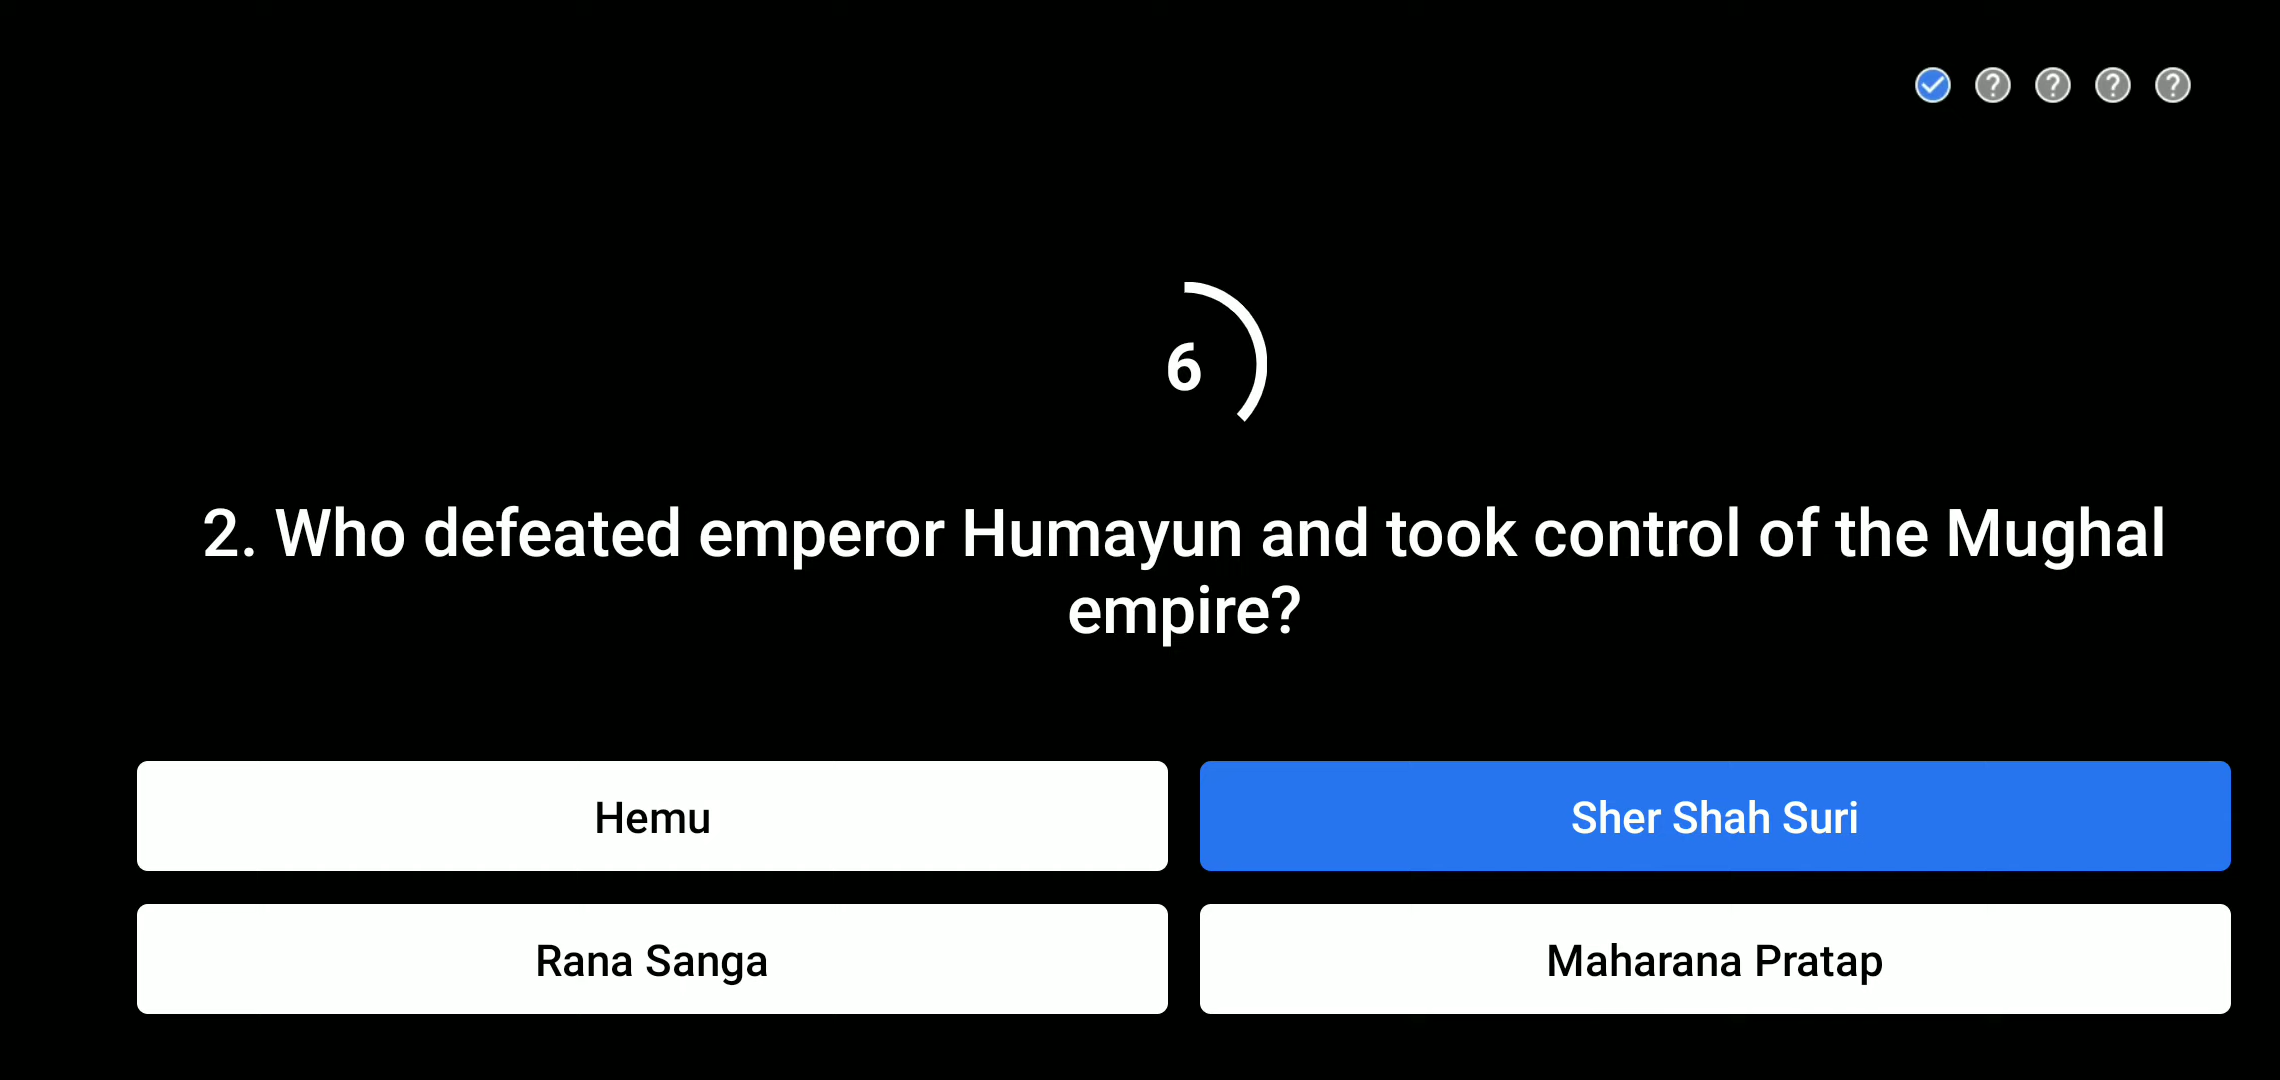 6
2. Who defeated emperor Humayun and took control of the Mughal
empire?
Hemu
Sher Shah Suri
Rana Sanga
Maharana Pratap